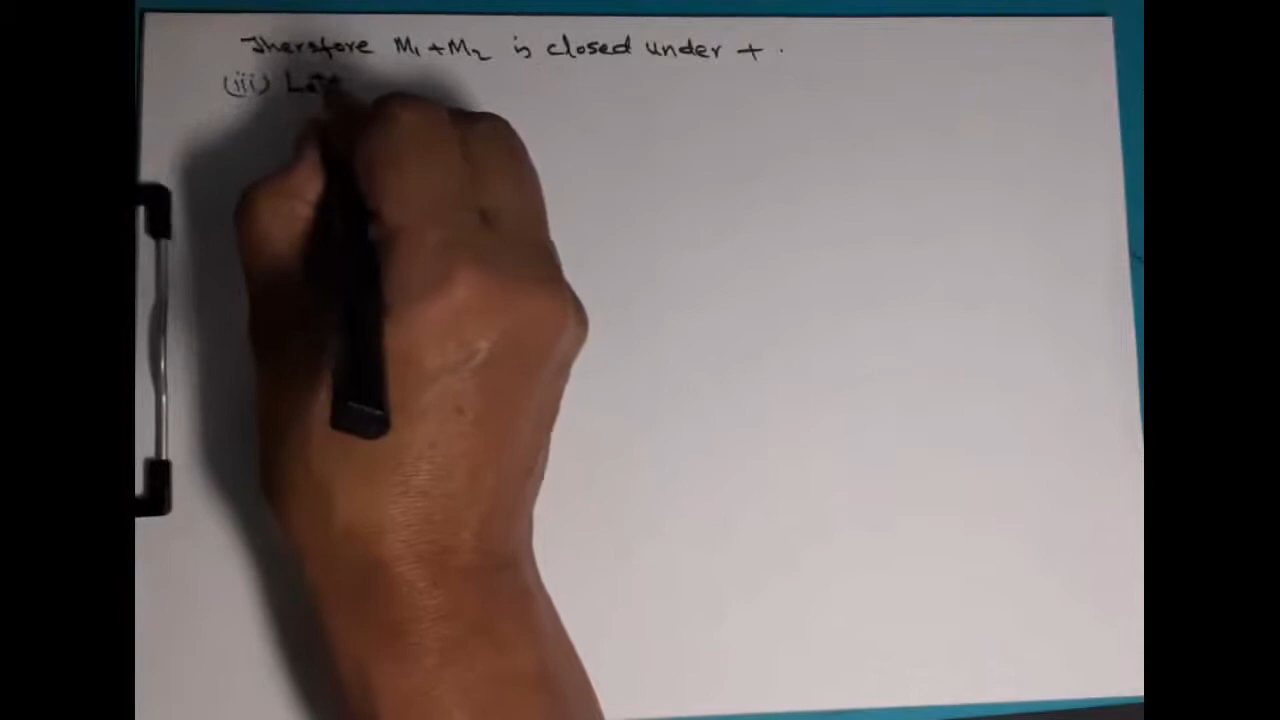 Therefore M₁+M₂ is closed under + .
(iii) Let